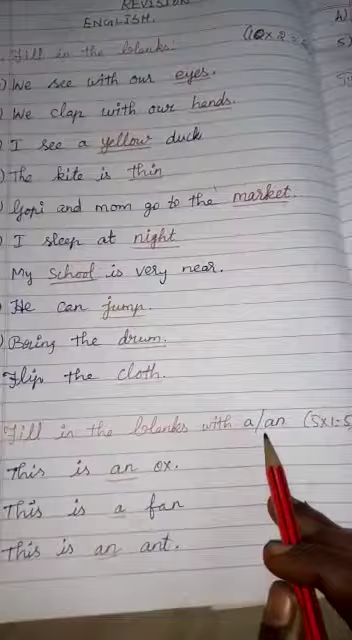 REVISION
ENGLISH.
Fill in the blanks.
We see with our eyes.
We clap with our hands.
I see a yellow duck
The kite is thin
Gopi and mom go to the market.
I sleep at night
My school is very near.
He can jump.
Bring the drum.
Flip the cloth.
Fill in the blanks with a/an (5x1=5
This is an ox.
This is a fan
This is an ant.